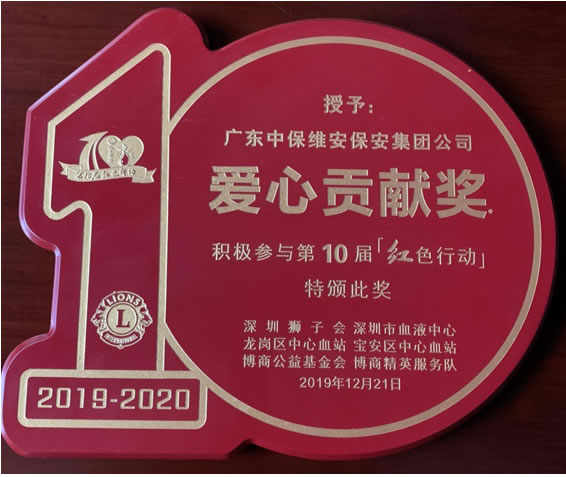 授予：
广东中保维安保安集团公司
爱心贡献奖
积极参与第10届「红色行动」
特颁此奖
深圳狮子会 深圳市血液中心
龙岗区中心血站 宝安区中心血站
博商公益基金会 博商精英服务队
2019年12月21日
LIONS
L
INTERNATIONAL
2019-2020